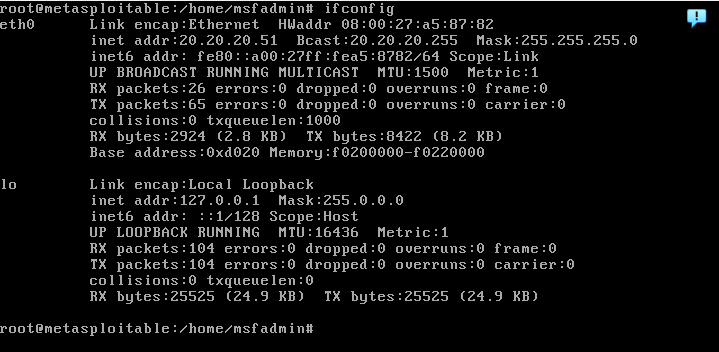 root@metasploitable:/home/msfadmin# ifconfig
eth0 Link encap:Ethernet HWaddr 08:00:27:a5:87:82
inet addr:20.20.20.51 Bcast:20.20.20.255 Mask:255.255.255.0
inet6 addr: fe80::a00:27ff:fea5:8782/64 Scope:Link
UP BROADCAST RUNNING MULTICAST MTU:1500 Metric:1
RX packets:26 errors:0 dropped:0 overruns:0 frame:0
TX packets:65 errors:0 dropped:0 overruns:0 carrier:0
collisions:0 txqueuelen:1000
RX bytes:2924 (2.8 KB) TX bytes:8422 (8.2 KB)
Base address:0xd020 Memory:f0200000-f0220000
lo Link encap:Local Loopback
inet addr:127.0.0.1 Mask:255.0.0.0
inet6 addr: ::1/128 Scope:Host
UP LOOPBACK RUNNING MTU:16436 Metric:1
RX packets:104 errors:0 dropped:0 overruns:0 frame:0
TX packets:104 errors:0 dropped:0 overruns:0 carrier:0
collisions:0 txqueuelen:0
RX bytes:25525 (24.9 KB) TX bytes:25525 (24.9 KB)
root@metasploitable:/home/msfadmin#